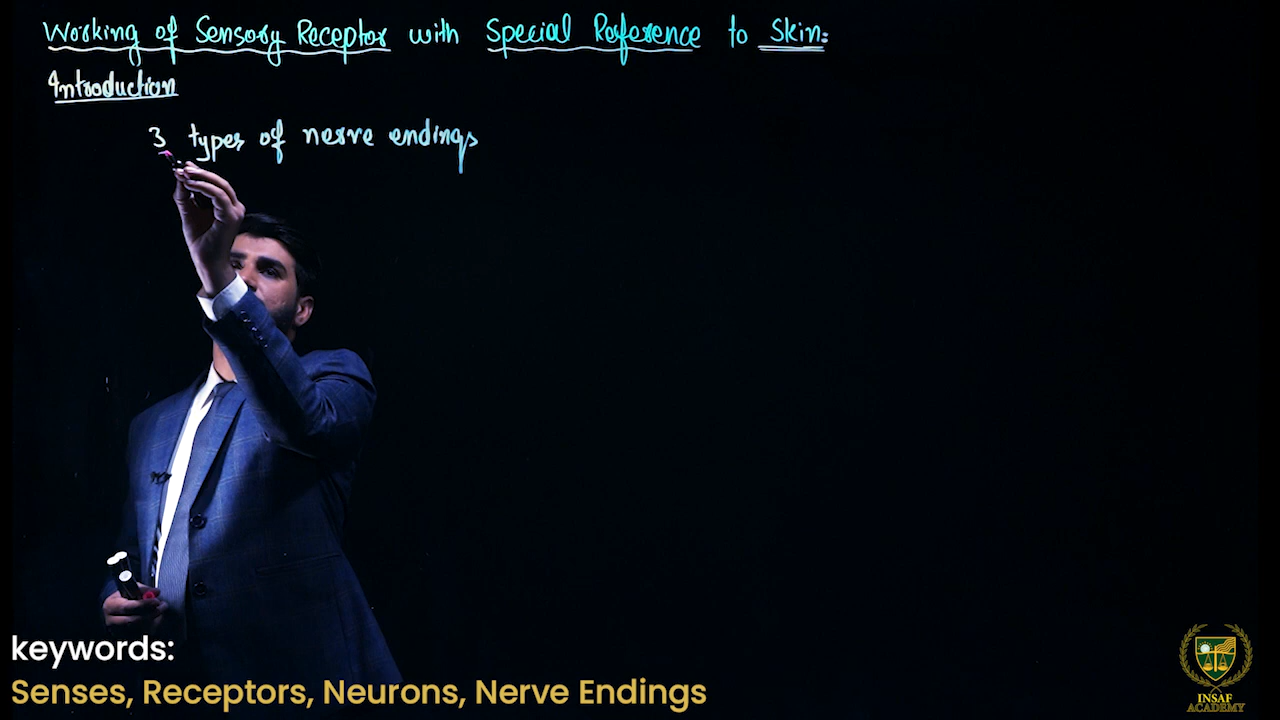 Working of Sensory Receptor with Special Reference to Skin:
Introduction
3 types of nerve endings
keywords:
Senses, Receptors, Neurons, Nerve Endings
INSAF
ACADEMY